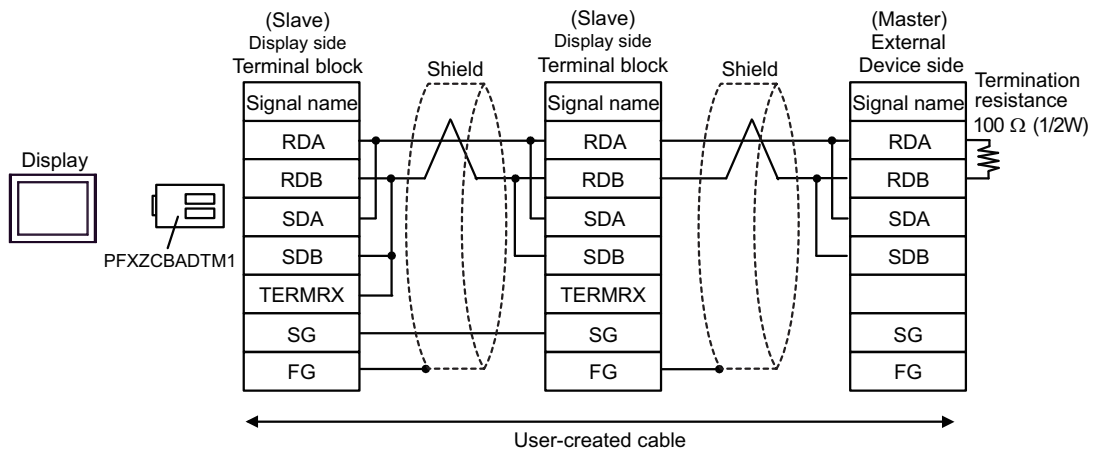 (Slave)
Display side
Terminal block
(Slave)
Display side
Terminal block
(Master)
External
Device side
Shield
Shield
Termination
resistance
100 Ω (1/2W)
Display
PFXZCBADTM1
Signal name
RDA
RDB
SDA
SDB
TERMRX
SG
FG
Signal name
RDA
RDB
SDA
SDB
TERMRX
SG
FG
Signal name
RDA
RDB
SDA
SDB
SG
FG
User-created cable